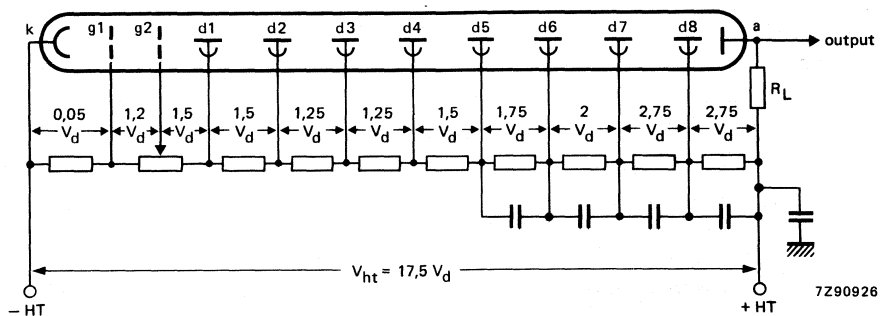 k g1 g2 d1 d2 d3 d4 d5 d6 d7 d8 a output
R_L
0,05 1,2 1,5 1,5 1,25 1,25 1,5 1,75 2 2,75 2,75
V_d V_d V_d V_d V_d V_d V_d V_d V_d V_d V_d
V_ht = 17,5 V_d
− HT + HT 7Z90926